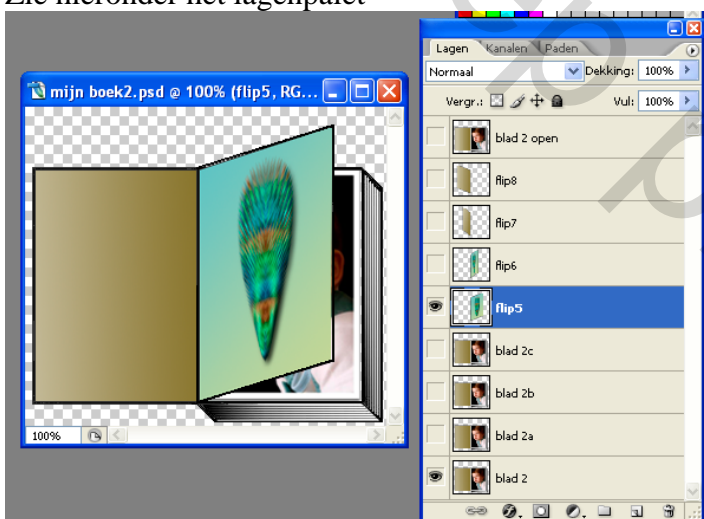 Zie hieronder het lagenpalet
mijn boek2.psd @ 100% (flip5, RG...
100%
Lagen Kanalen Paden
Normaal Dekking: 100%
Vergr.: Vul: 100%
blad 2 open
flip8
flip7
flip6
flip5
blad 2c
blad 2b
blad 2a
blad 2